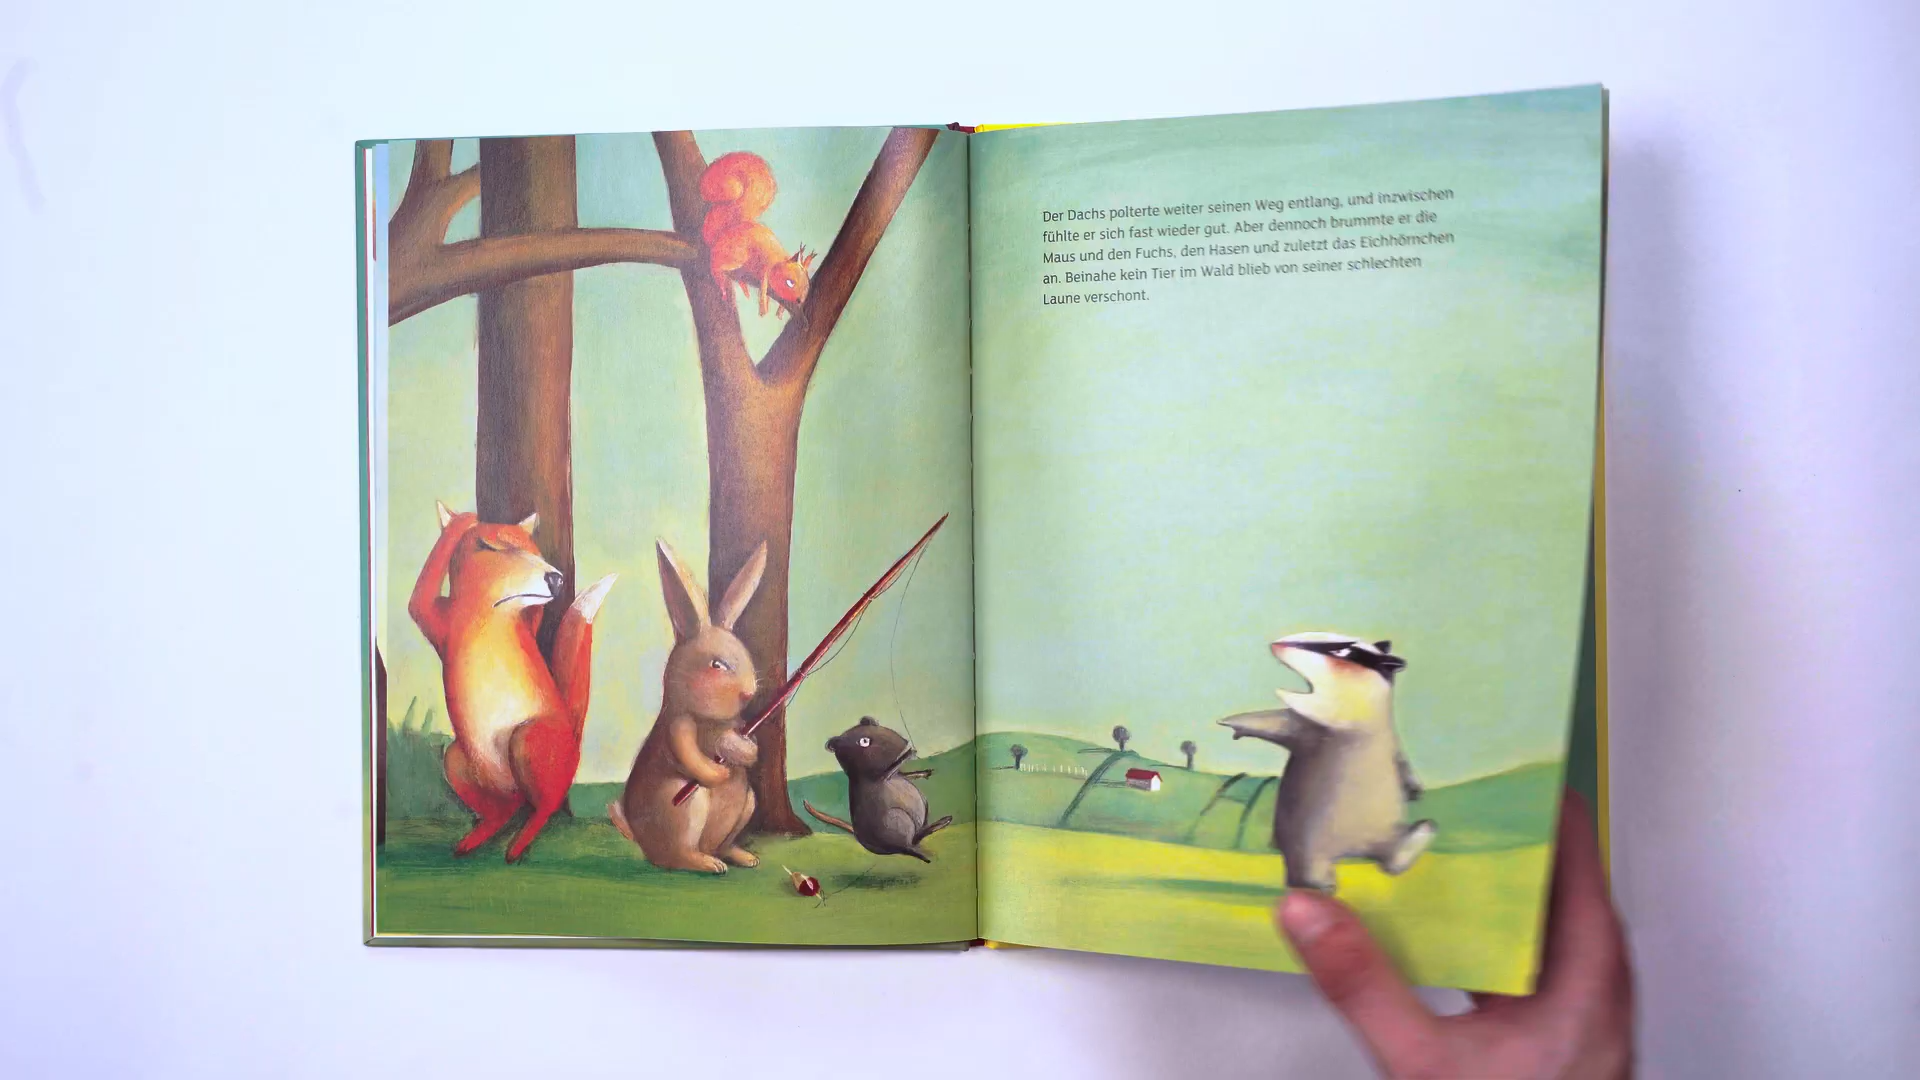 Der Dachs polterte weiter seinen Weg entlang, und inzwischen
fühlte er sich fast wieder gut. Aber dennoch brummte er die
Maus und den Fuchs, den Hasen und zuletzt das Eichhörnchen
an. Beinahe kein Tier im Wald blieb von seiner schlechten
Laune verschont.